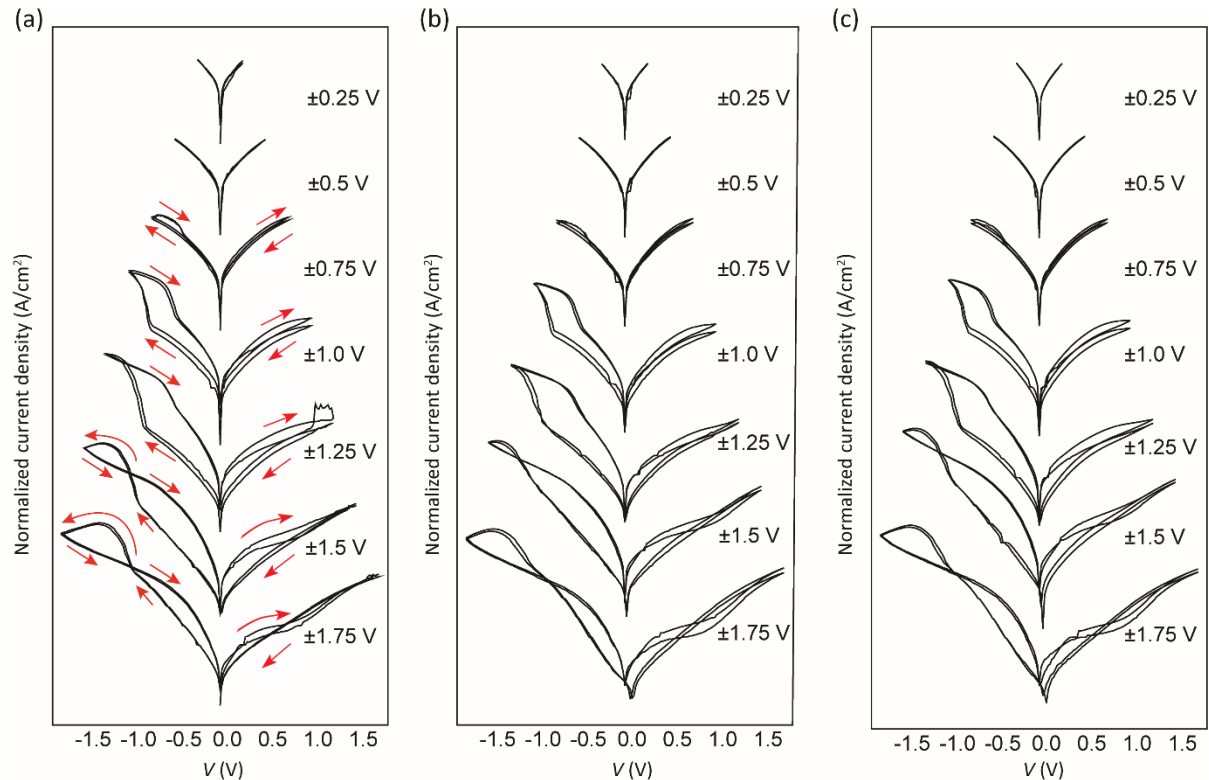 (a)
Normalized current density (A/cm²)
±0.25 V
±0.5 V
±0.75 V
±1.0 V
±1.25 V
±1.5 V
±1.75 V
-1.5 -1.0 -0.5 0.0 0.5 1.0 1.5
V (V)
(b)
Normalized current density (A/cm²)
±0.25 V
±0.5 V
±0.75 V
±1.0 V
±1.25 V
±1.5 V
±1.75 V
-1.5 -1.0 -0.5 0.0 0.5 1.0 1.5
V (V)
(c)
Normalized current density (A/cm²)
±0.25 V
±0.5 V
±0.75 V
±1.0 V
±1.25 V
±1.5 V
±1.75 V
-1.5 -1.0 -0.5 0.0 0.5 1.0 1.5
V (V)